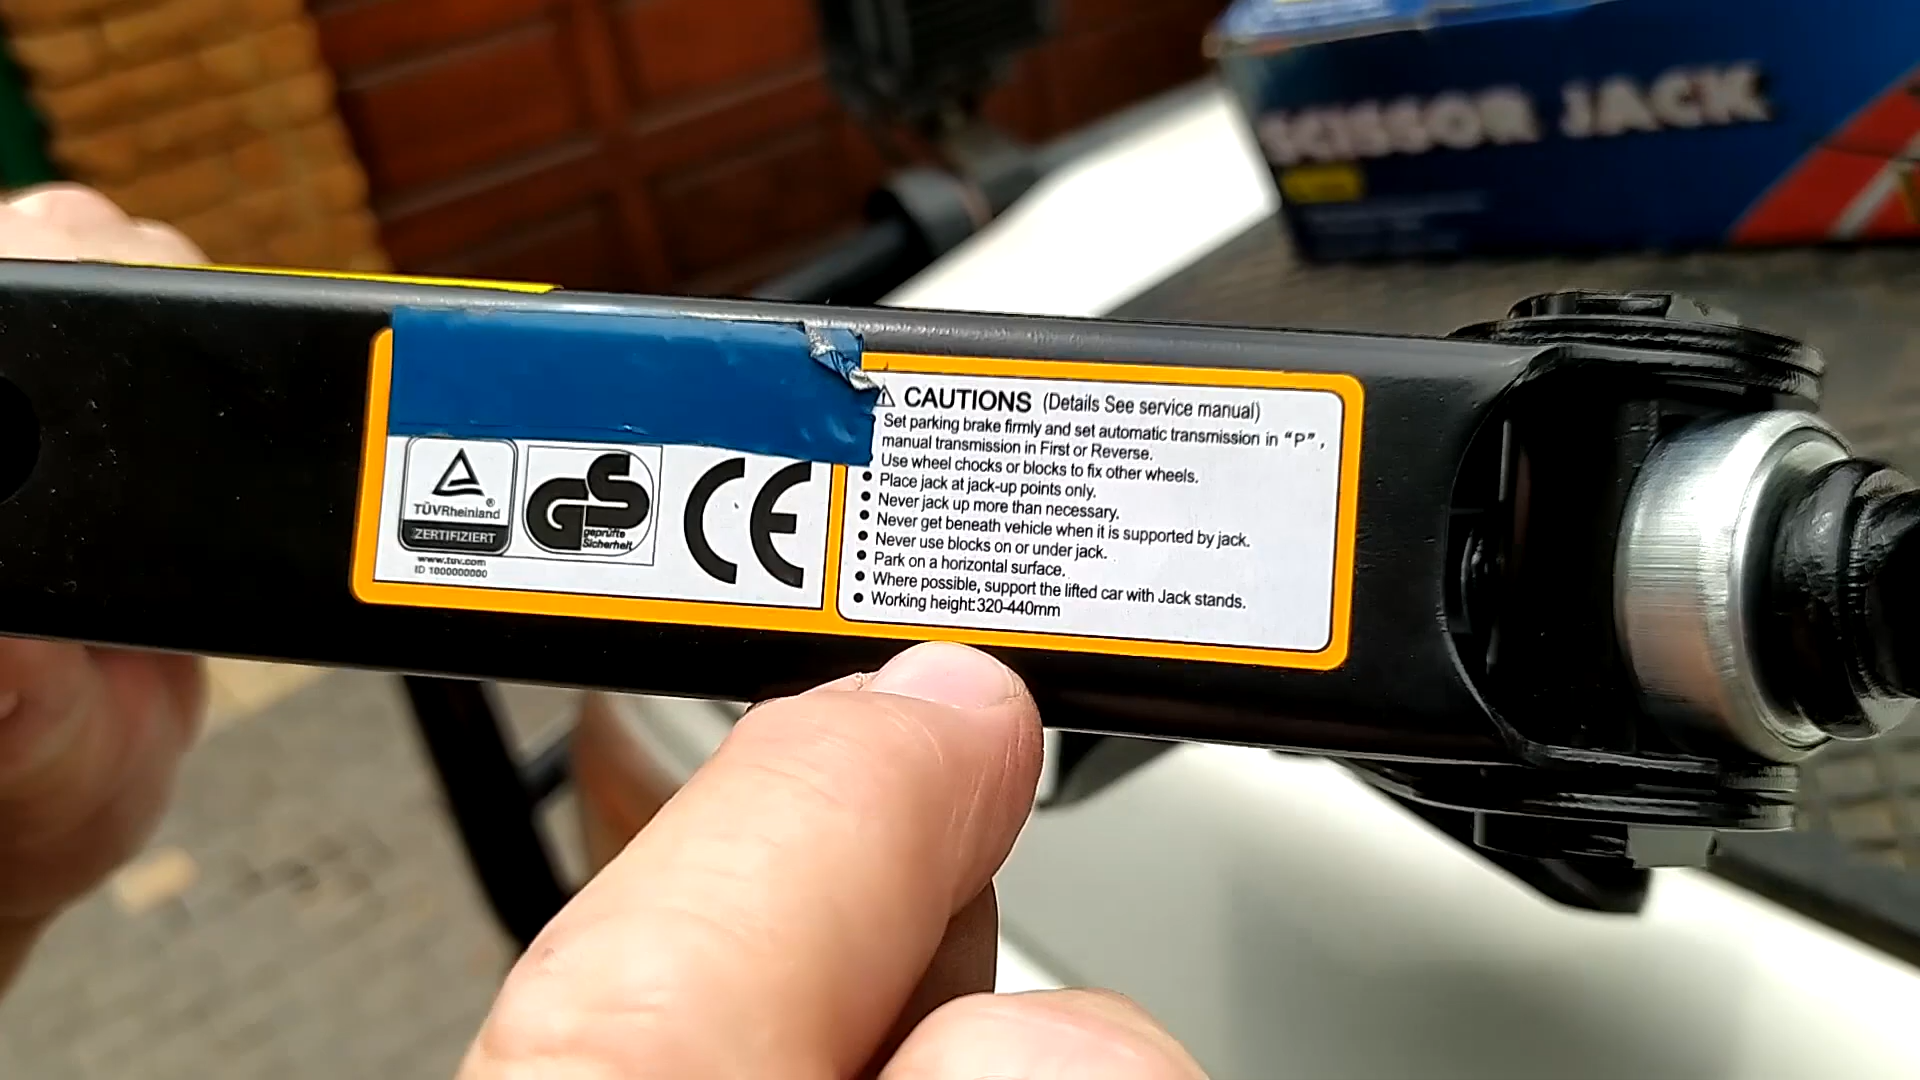 SCISSOR JACK
TÜVRheinland®
ZERTIFIZIERT
www.tuv.com
ID 1000000000
GS
geprüfte
Sicherheit
CE
⚠ CAUTIONS (Details See service manual)
Set parking brake firmly and set automatic transmission in “P”,
manual transmission in First or Reverse.
Use wheel chocks or blocks to fix other wheels.
● Place jack at jack-up points only.
● Never jack up more than necessary.
● Never get beneath vehicle when it is supported by jack.
● Never use blocks on or under jack.
● Park on a horizontal surface.
● Where possible, support the lifted car with Jack stands.
● Working height:320-440mm